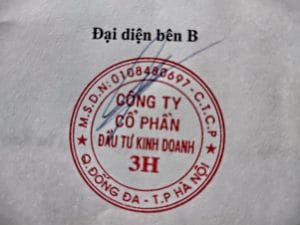 Đại diện bên B
M.S.D.N: 0108480697-C.T.C.P
CÔNG TY
CỔ PHẦN
ĐẦU TƯ KINH DOANH
3H
Q.ĐỐNG ĐA - T.P HÀ NỘI